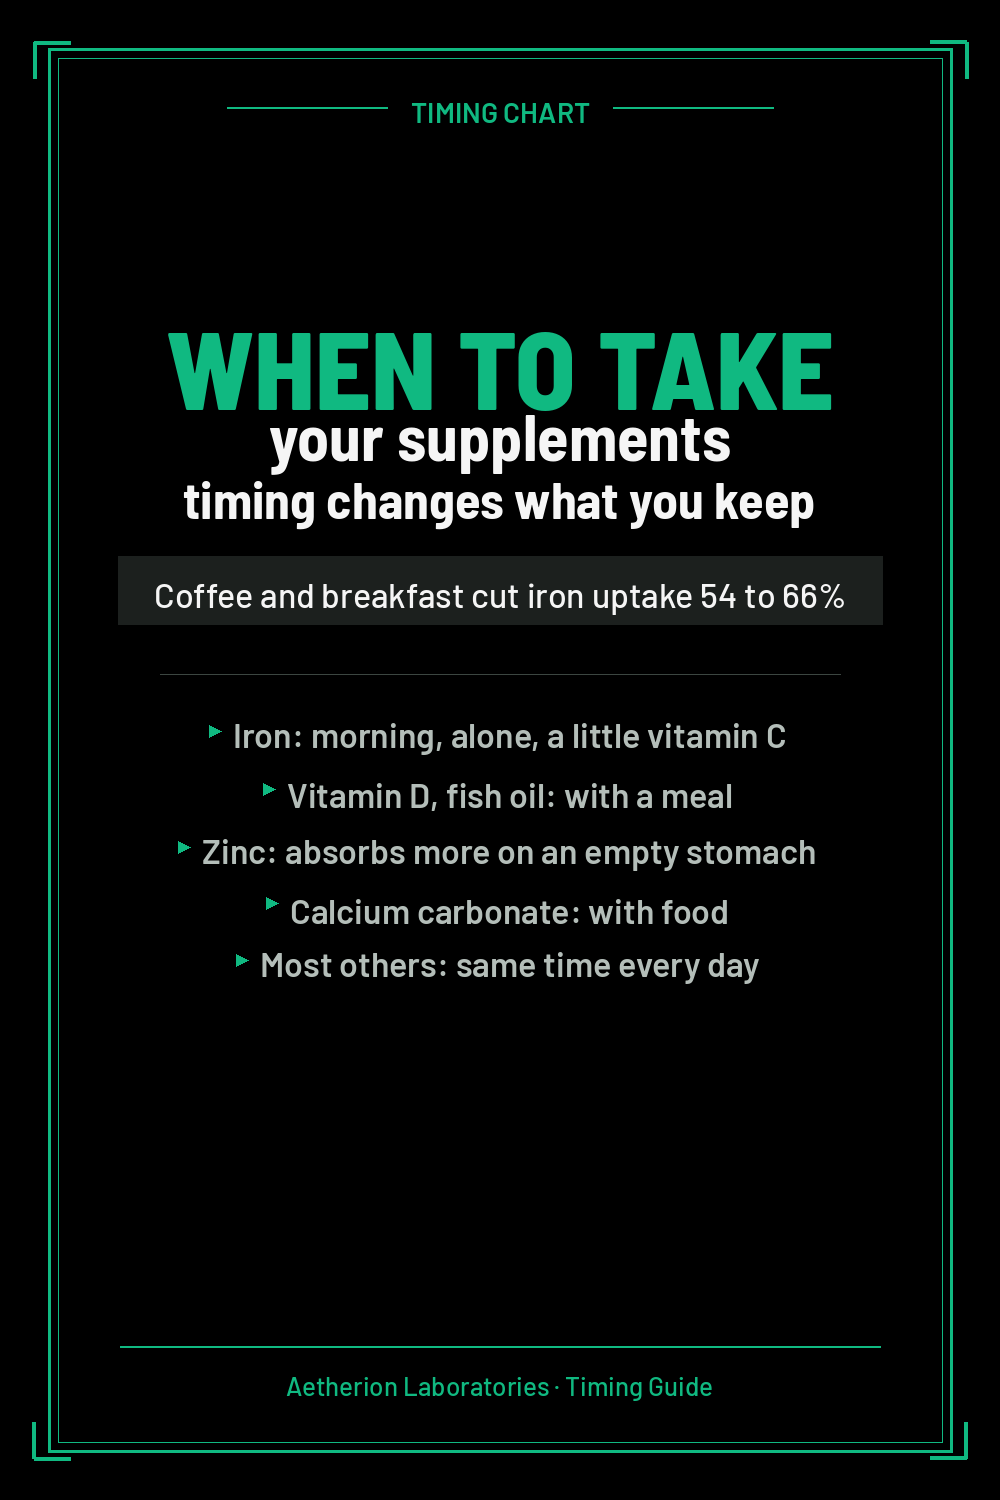 TIMING CHART
WHEN TO TAKE
your supplements
timing changes what you keep
Coffee and breakfast cut iron uptake 54 to 66%
▶ Iron: morning, alone, a little vitamin C
▶ Vitamin D, fish oil: with a meal
▶ Zinc: absorbs more on an empty stomach
▶ Calcium carbonate: with food
▶ Most others: same time every day
Aetherion Laboratories · Timing Guide